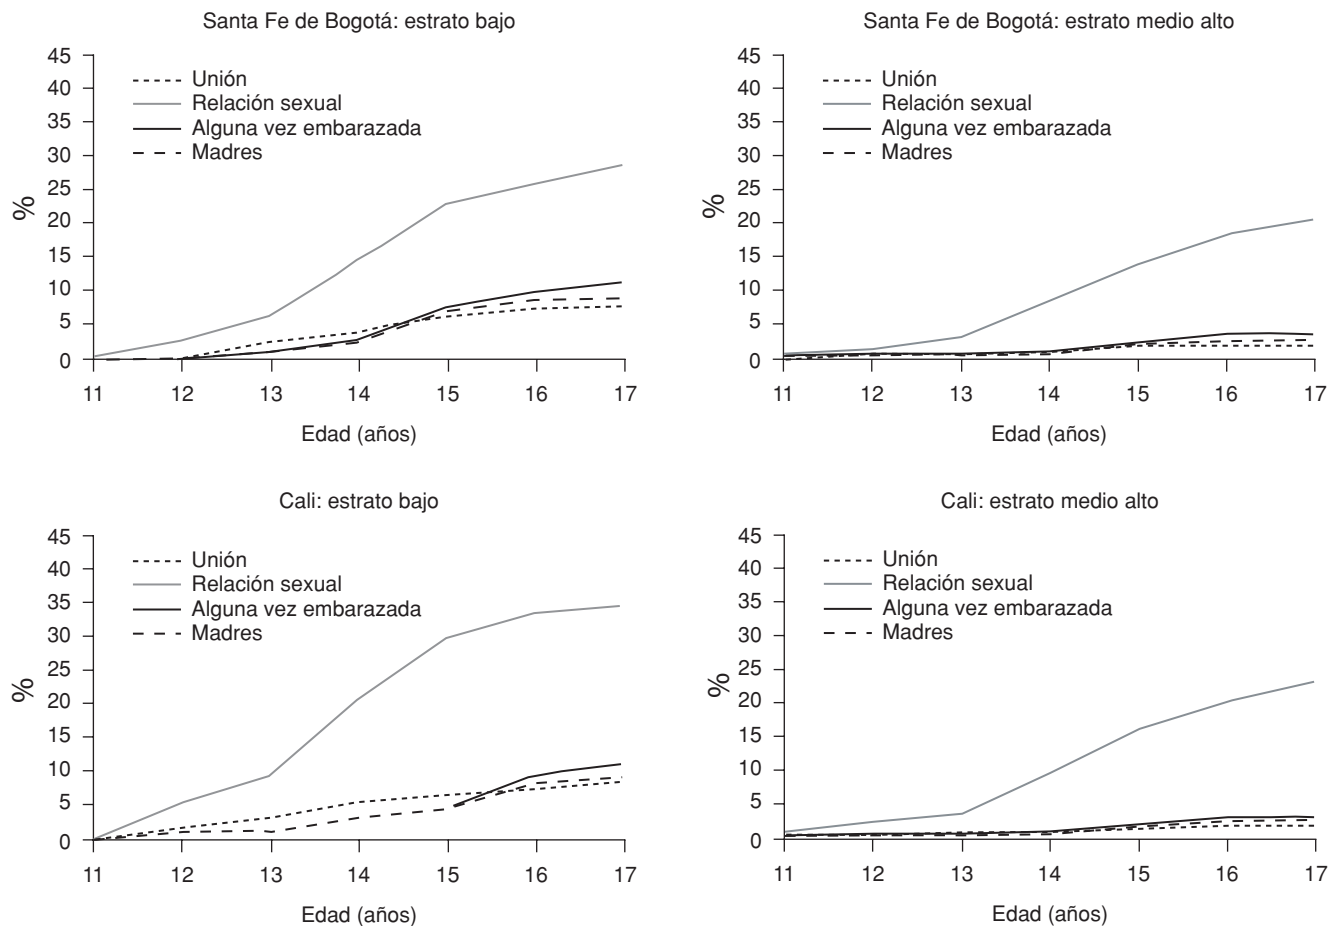 Santa Fe de Bogotá: estrato bajo
45
40
35
30
25
20
15
10
5
0
%
Unión
Relación sexual
Alguna vez embarazada
Madres
11 12 13 14 15 16 17
Edad (años)
Santa Fe de Bogotá: estrato medio alto
45
40
35
30
25
20
15
10
5
0
%
Unión
Relación sexual
Alguna vez embarazada
Madres
11 12 13 14 15 16 17
Edad (años)
Cali: estrato bajo
45
40
35
30
25
20
15
10
5
0
%
Unión
Relación sexual
Alguna vez embarazada
Madres
11 12 13 14 15 16 17
Edad (años)
Cali: estrato medio alto
45
40
35
30
25
20
15
10
5
0
%
Unión
Relación sexual
Alguna vez embarazada
Madres
11 12 13 14 15 16 17
Edad (años)